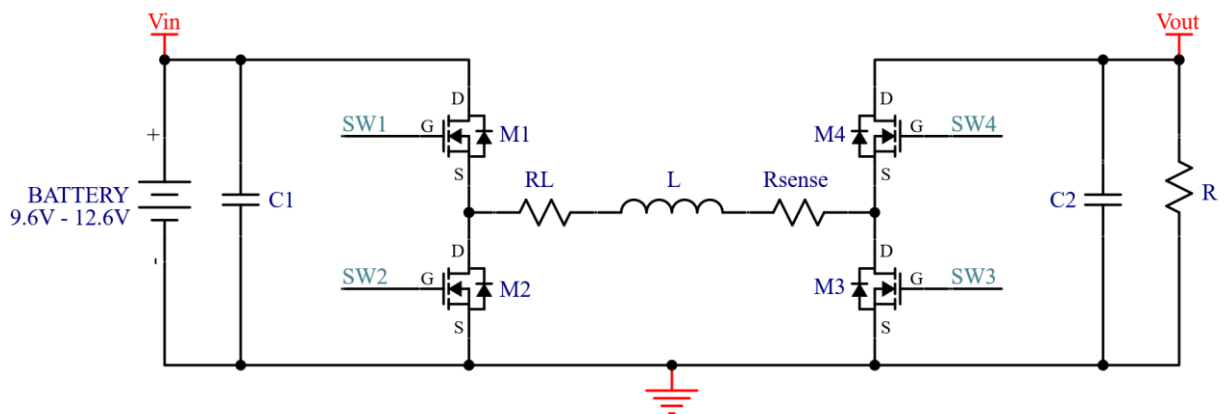 Vin
Vout
D
D
SW1
G
M1
M4
G
SW4
+
S
S
RL
L
Rsense
BATTERY
9.6V - 12.6V
C1
C2
R
D
D
-
SW2
G
M2
M3
G
SW3
S
S